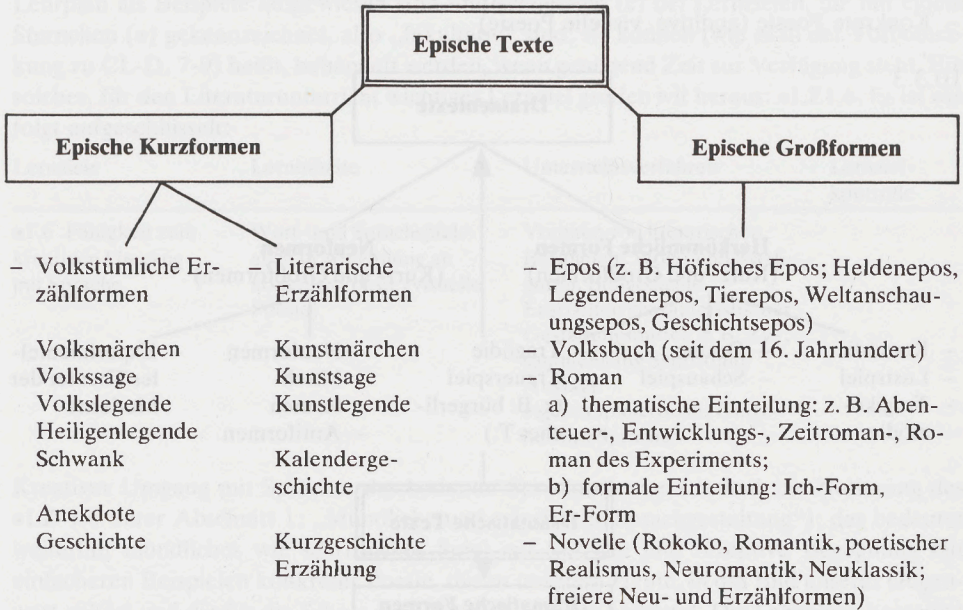 Epische Texte
Epische Kurzformen
Epische Großformen
Volkstümliche Er-
zählformen
Volksmärchen
Volkssage
Volkslegende
Heiligenlegende
Schwank
Anekdote
Geschichte
Literarische
Erzählformen
Kunstmärchen
Kunstsage
Kunstlegende
Kalenderge-
schichte
Kurzgeschichte
Erzählung
– Epos (z. B. Höfisches Epos; Heldenepos,
Legendenepos, Tierepos, Weltanschau-
ungsepos, Geschichtsepos)
– Volksbuch (seit dem 16. Jahrhundert)
– Roman
a) thematische Einteilung: z. B. Aben-
teuer-, Entwicklungs-, Zeitroman-, Ro-
man des Experiments;
b) formale Einteilung: Ich-Form,
Er-Form
– Novelle (Rokoko, Romantik, poetischer
Realismus, Neuromantik, Neuklassik;
freiere Neu- und Erzählformen)